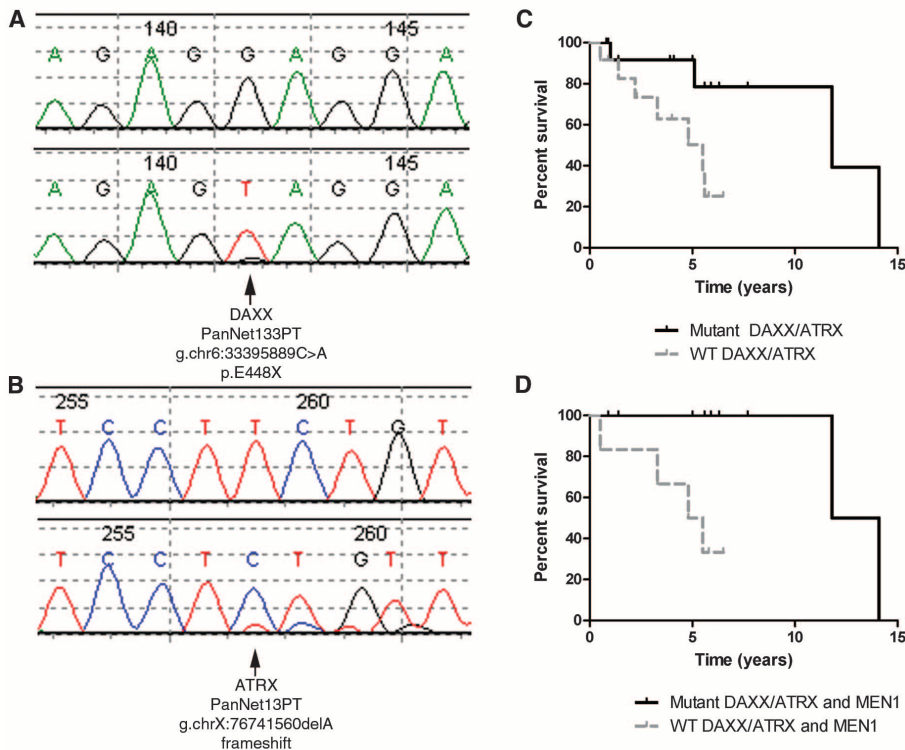 A
140 145
A G A G G A G G A
140 145
A G A G T A G G A
DAXX
PanNet133PT
g.chr6:33395889C>A
p.E448X
B
255 260
T C C T T C T G T
255 260
T C C T C T G T T
ATRX
PanNet13PT
g.chrX:76741560delA
frameshift
C
Percent survival
100
80
60
40
20
0
0 5 10 15
Time (years)
Mutant DAXX/ATRX
WT DAXX/ATRX
D
Percent survival
100
80
60
40
20
0
0 5 10 15
Time (years)
Mutant DAXX/ATRX and MEN1
WT DAXX/ATRX and MEN1